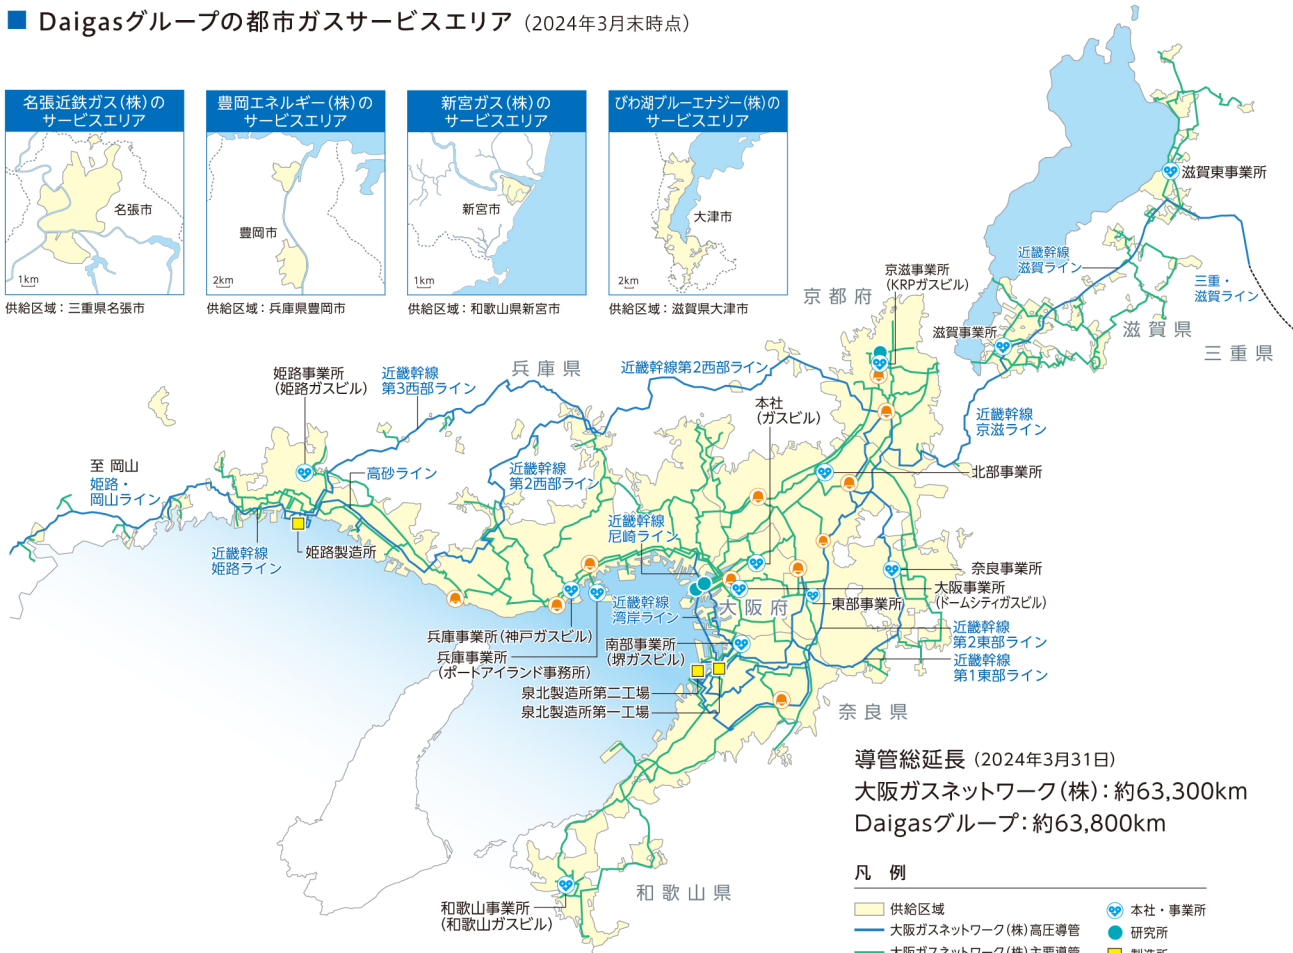 ■ Daigasグループの都市ガスサービスエリア（2024年3月末時点）
名張近鉄ガス（株）の
サービスエリア
名張市
1km
供給区域：三重県名張市
豊岡エネルギー（株）の
サービスエリア
豊岡市
2km
供給区域：兵庫県豊岡市
新宮ガス（株）の
サービスエリア
新宮市
1km
供給区域：和歌山県新宮市
びわ湖ブルーエナジー（株）の
サービスエリア
大津市
2km
供給区域：滋賀県大津市
滋賀東事業所
近畿幹線
滋賀ライン
三重・
滋賀ライン
京滋事業所
（KRPガスビル）
京都府
滋賀事業所
滋賀県
三重県
兵庫県
近畿幹線第2西部ライン
姫路事業所
（姫路ガスビル）
近畿幹線
第3西部ライン
本社
（ガスビル）
近畿幹線
京滋ライン
至 岡山
姫路・
岡山ライン
高砂ライン
近畿幹線
第2西部ライン
北部事業所
近畿幹線
尼崎ライン
近畿幹線
姫路ライン
姫路製造所
奈良事業所
大阪事業所
（ドームシティガスビル）
近畿幹線
湾岸ライン
大阪府
東部事業所
兵庫事業所（神戸ガスビル）
兵庫事業所
（ポートアイランド事務所）
南部事業所
（堺ガスビル）
近畿幹線
第2東部ライン
近畿幹線
第1東部ライン
泉北製造所第二工場
泉北製造所第一工場
奈良県
導管総延長（2024年3月31日）
大阪ガスネットワーク（株）：約63,300km
Daigasグループ：約63,800km
和歌山県
和歌山事業所
（和歌山ガスビル）
凡 例
供給区域
本社・事業所
大阪ガスネットワーク（株）高圧導管
研究所
大阪ガスネットワーク（株）主要導管
製造所